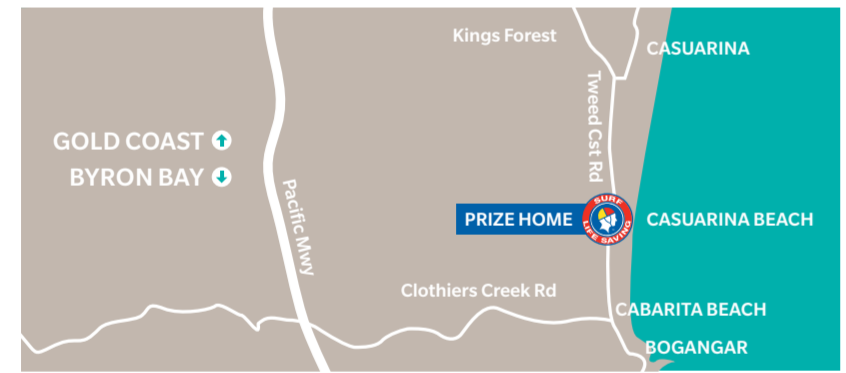 Kings Forest
CASUARINA
Tweed Cst Rd
GOLD COAST
BYRON BAY
Pacific Mwy
PRIZE HOME
SURF
LIFE SAVING
CASUARINA BEACH
Clothiers Creek Rd
CABARITA BEACH
BOGANGAR